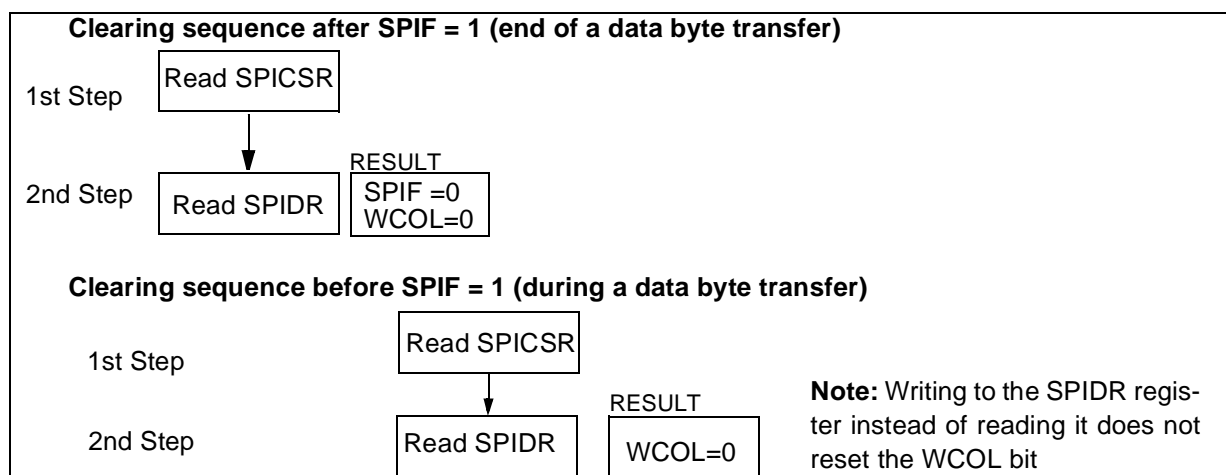 Clearing sequence after SPIF = 1 (end of a data byte transfer)
1st Step
Read SPICSR
2nd Step
Read SPIDR
RESULT
SPIF =0
WCOL=0
Clearing sequence before SPIF = 1 (during a data byte transfer)
1st Step
Read SPICSR
2nd Step
Read SPIDR
RESULT
WCOL=0
Note: Writing to the SPIDR regis-
ter instead of reading it does not
reset the WCOL bit